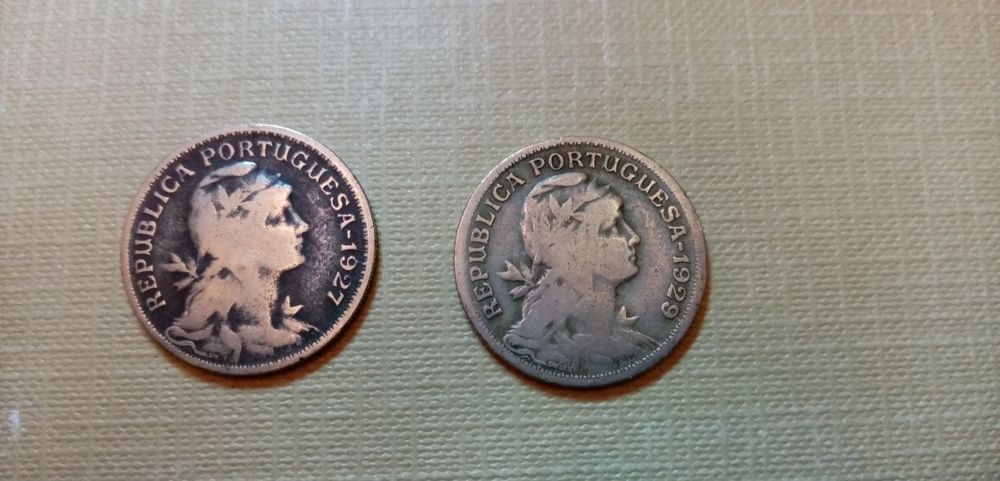 REPUBLICA PORTUGUESA-1927
REPUBLICA PORTUGUESA-1929